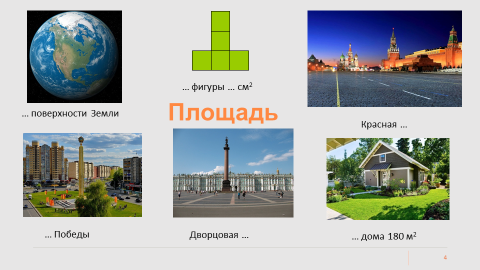 ... фигуры ... см²
... поверхности Земли
Площадь
Красная ...
... Победы
Дворцовая ...
... дома 180 м²
4